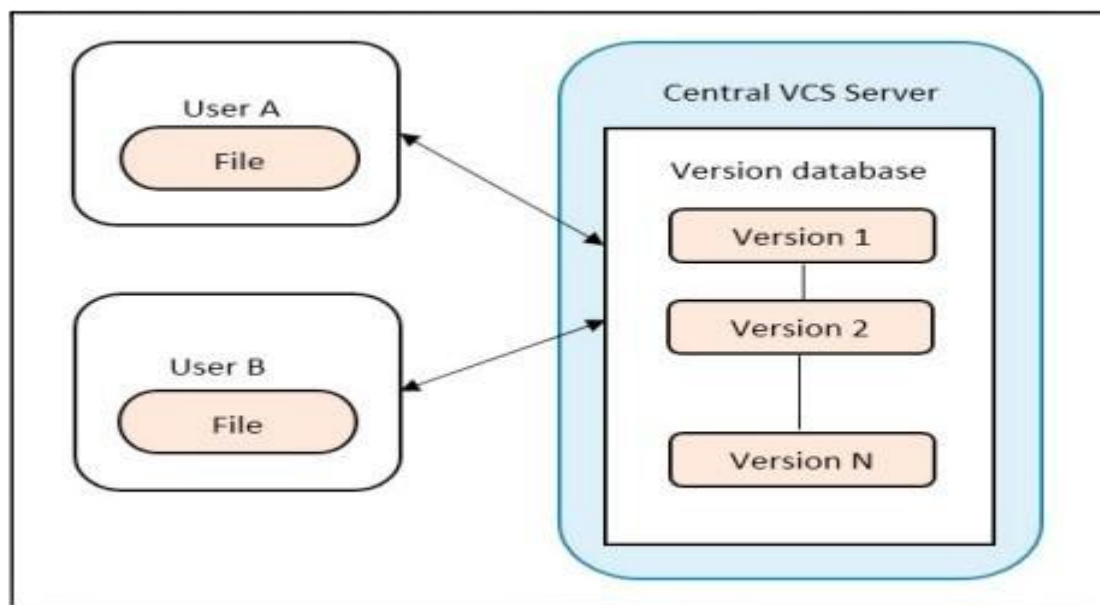 User A
File
User B
File
Central VCS Server
Version database
Version 1
Version 2
Version N